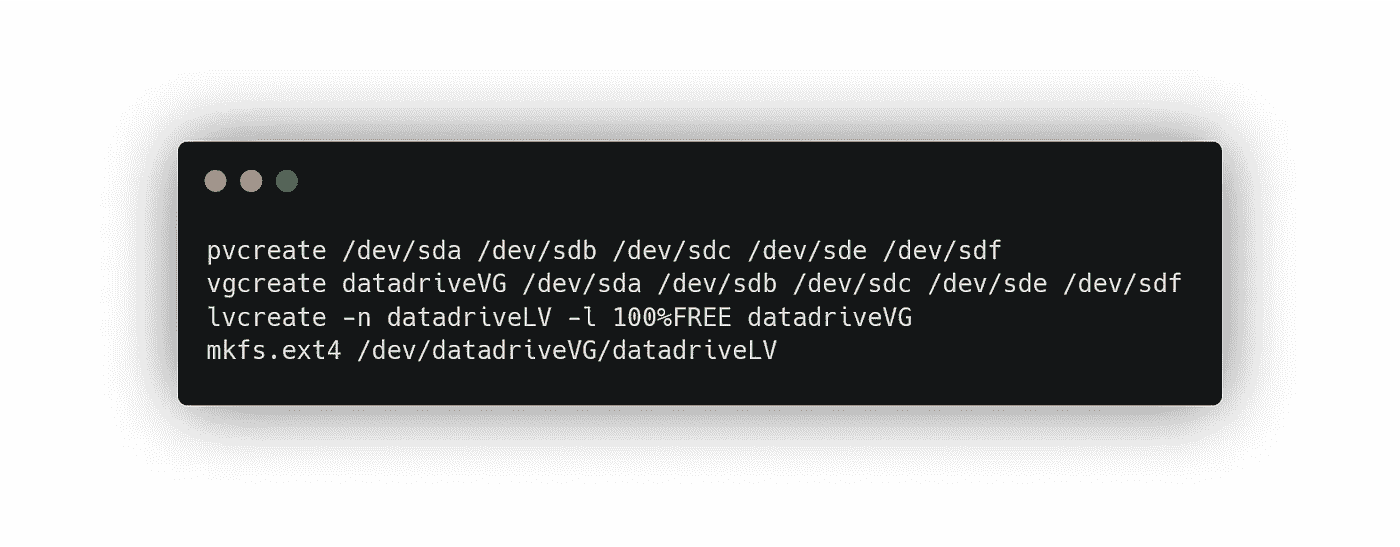 pvcreate /dev/sda /dev/sdb /dev/sdc /dev/sde /dev/sdf
vgcreate datadriveVG /dev/sda /dev/sdb /dev/sdc /dev/sde /dev/sdf
lvcreate -n datadriveLV -l 100%FREE datadriveVG
mkfs.ext4 /dev/datadriveVG/datadriveLV